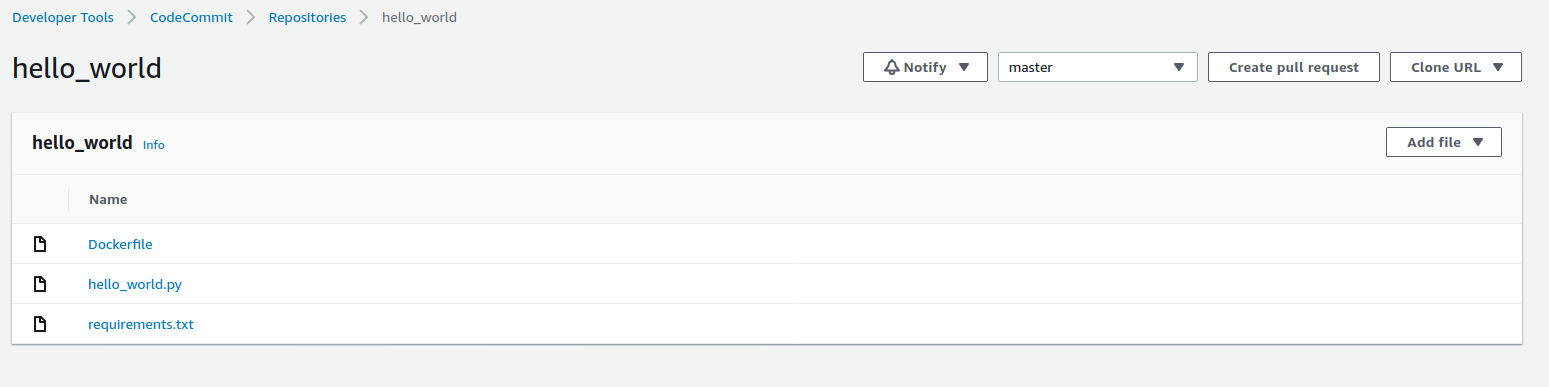 Developer Tools > CodeCommit > Repositories > hello_world
hello_world Notify master Create pull request Clone URL
hello_world Info Add file
Name
Dockerfile
hello_world.py
requirements.txt